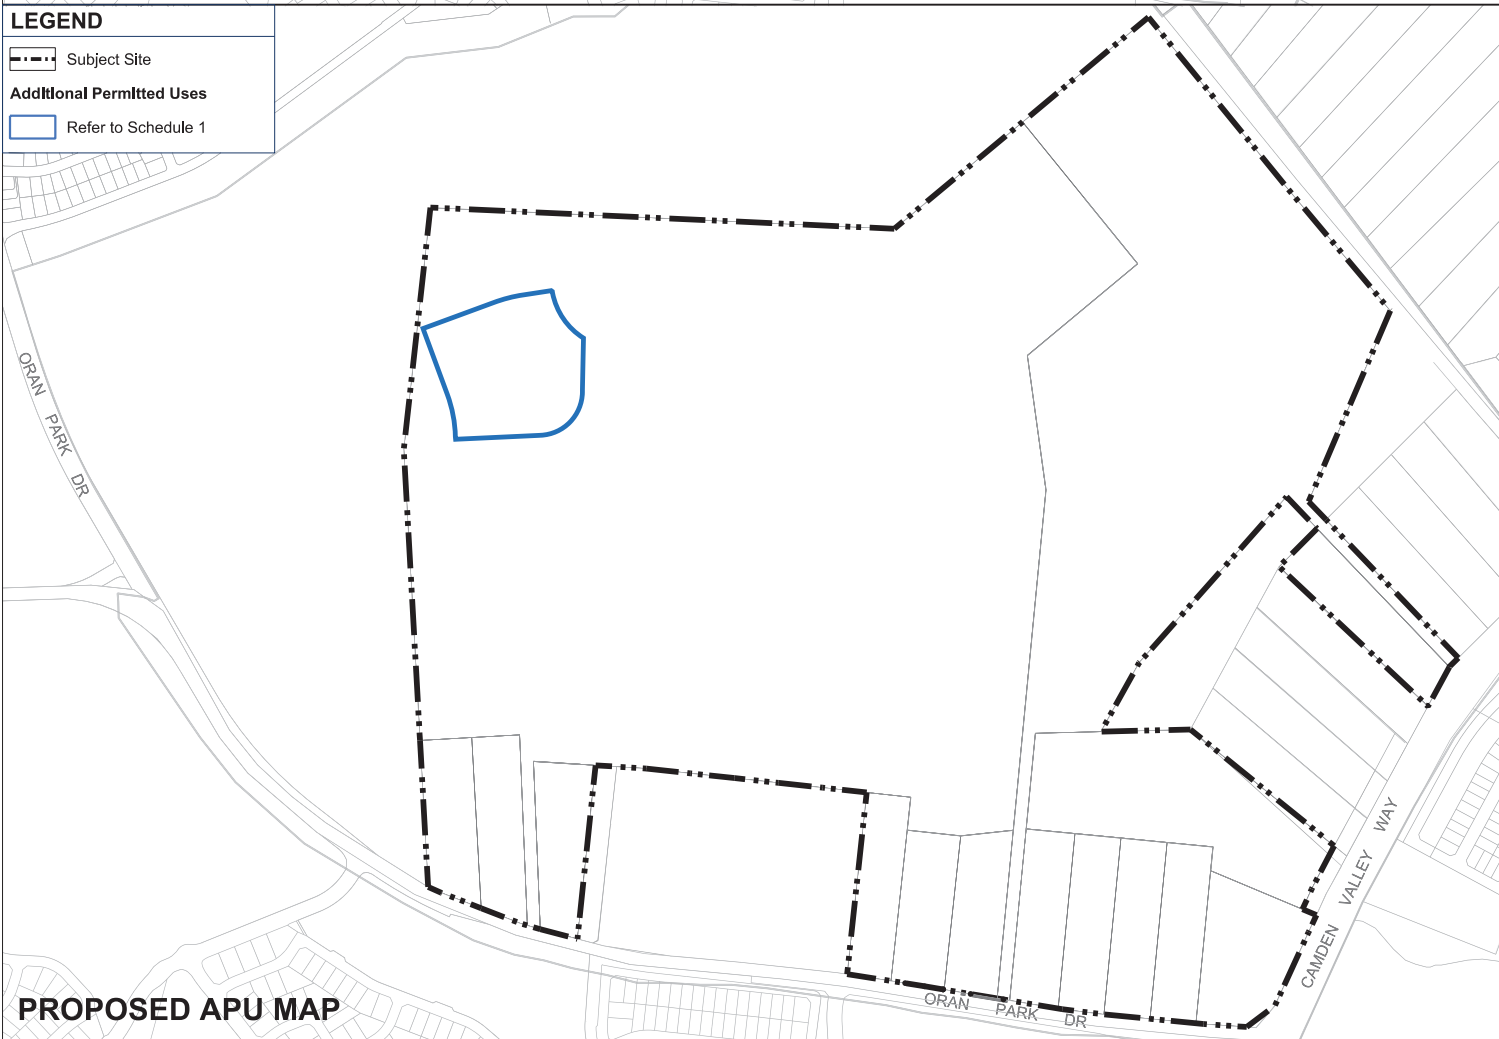 LEGEND
Subject Site
Additional Permitted Uses
Refer to Schedule 1
ORAN PARK DR
CAMDEN VALLEY WAY
ORAN PARK DR
PROPOSED APU MAP